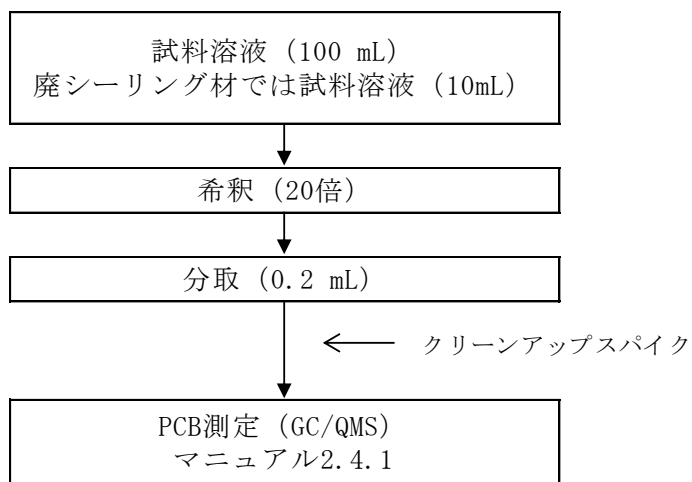 試料溶液 (100 mL)
廃シーリング材では試料溶液 (10mL)
希釈 (20倍)
分取 (0.2 mL)
クリーンアップスパイク
PCB測定 (GC/QMS)
マニュアル2.4.1